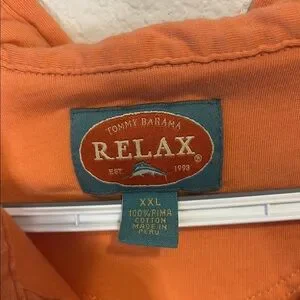 TOMMY BAHAMA
RELAX®
EST. 1993
XXL
100% PIMA
COTTON
MADE IN
PERU